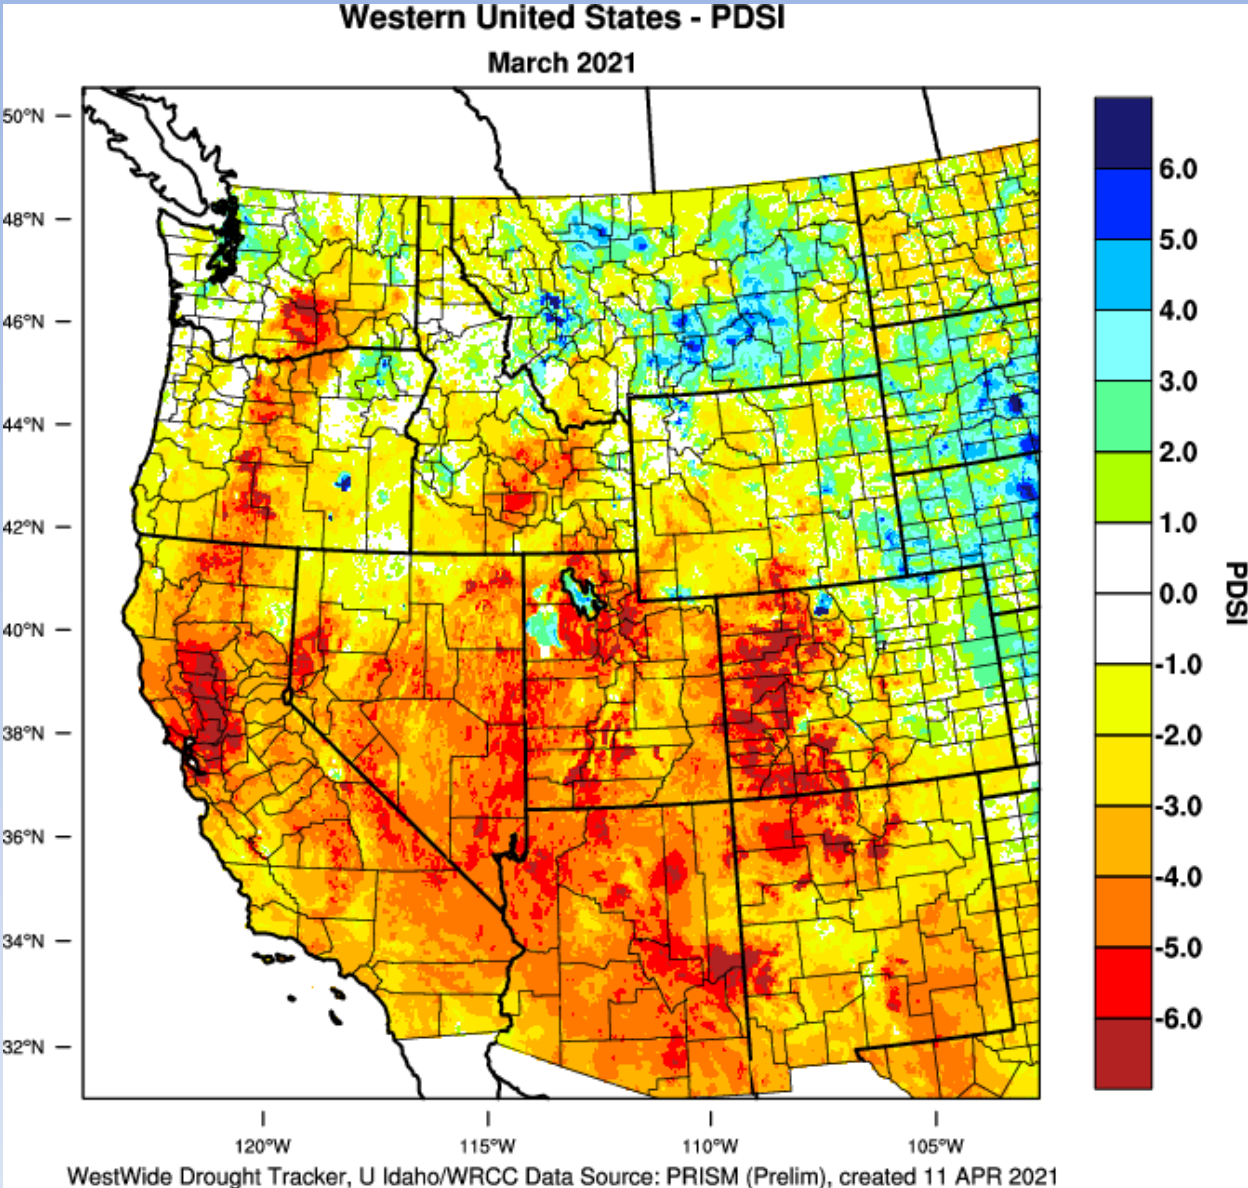 Western United States - PDSI
March 2021
50°N
48°N
46°N
44°N
42°N
40°N
38°N
36°N
34°N
32°N
120°W
115°W
110°W
105°W
6.0
5.0
4.0
3.0
2.0
1.0
0.0
-1.0
-2.0
-3.0
-4.0
-5.0
-6.0
PDSI
WestWide Drought Tracker, U Idaho/WRCC Data Source: PRISM (Prelim), created 11 APR 2021